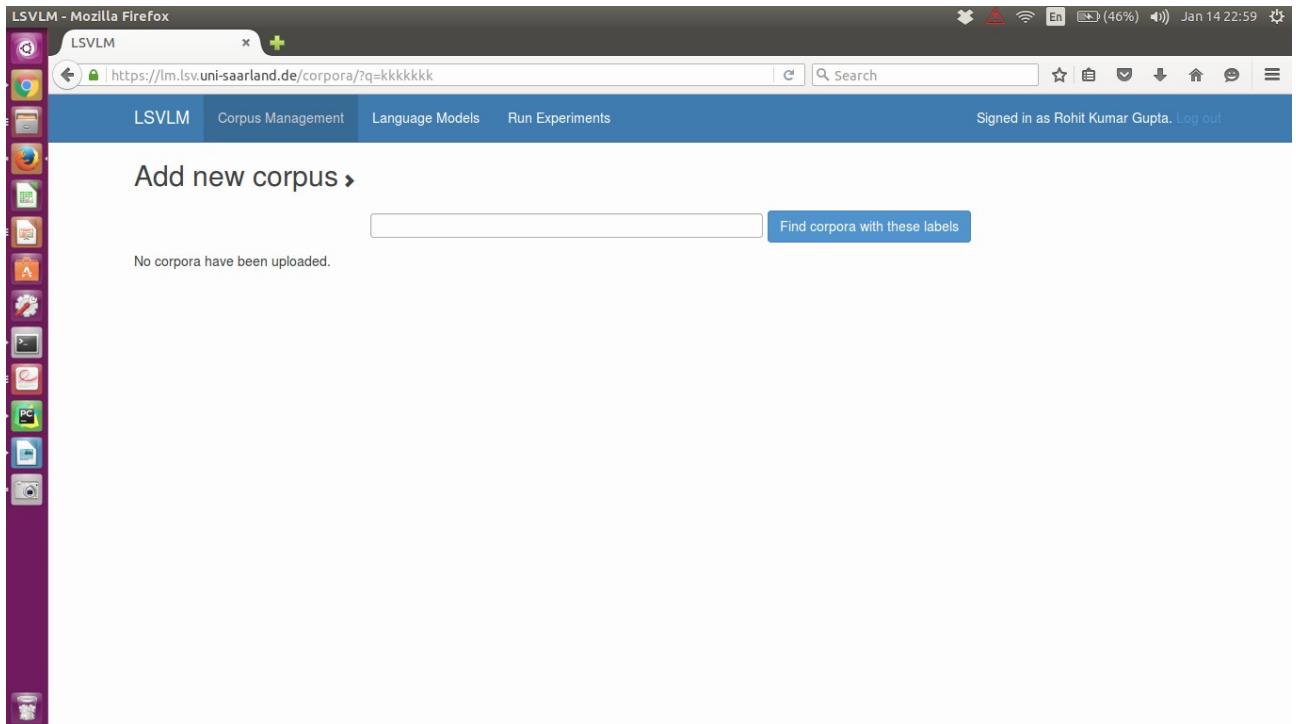 LSVLM - Mozilla Firefox
En (46%) Jan 14 22:59
LSVLM
https://lm.lsv.uni-saarland.de/corpora/?q=kkkkkkk
Search
LSVLM Corpus Management Language Models Run Experiments Signed in as Rohit Kumar Gupta. Log out
Add new corpus
Find corpora with these labels
No corpora have been uploaded.
A
PC